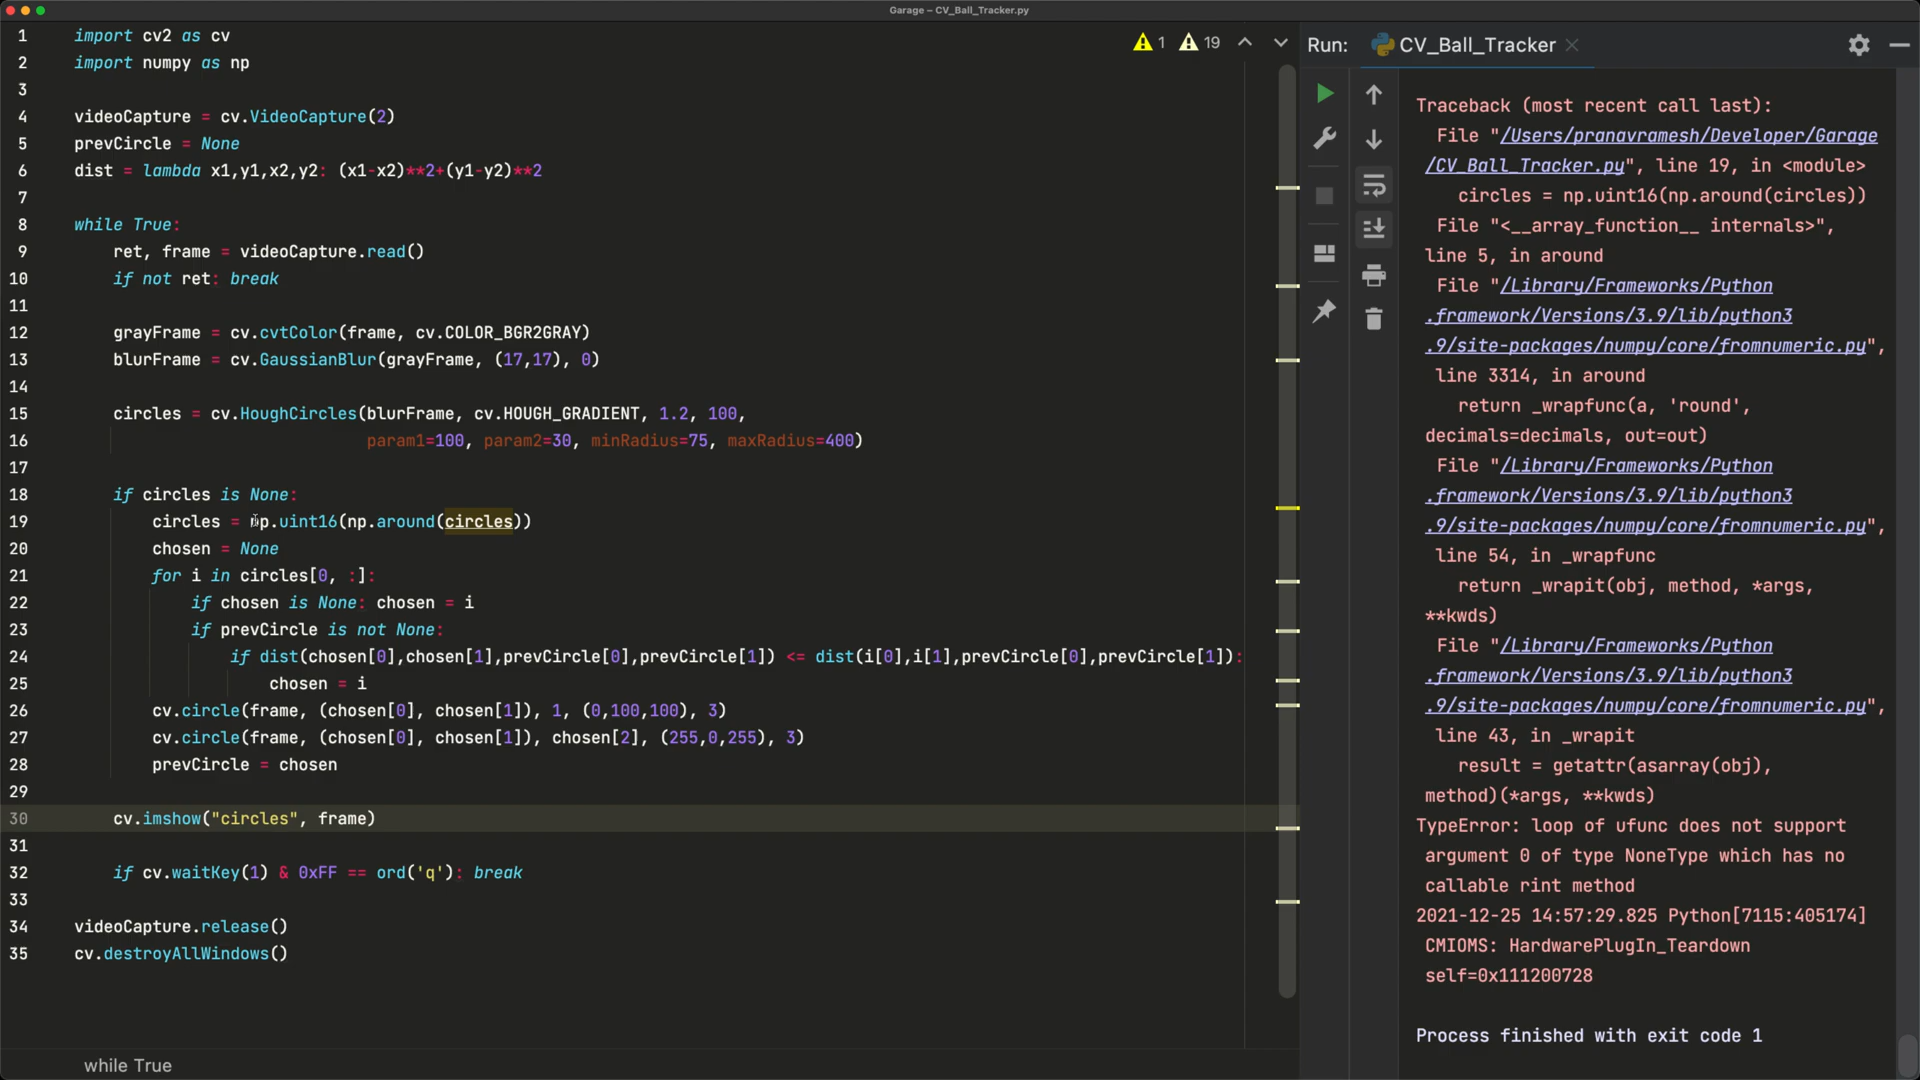 Garage – CV_Ball_Tracker.py
1 import cv2 as cv
2 import numpy as np
3
4 videoCapture = cv.VideoCapture(2)
5 prevCircle = None
6 dist = lambda x1,y1,x2,y2: (x1-x2)**2+(y1-y2)**2
7
8 while True:
9 ret, frame = videoCapture.read()
10 if not ret: break
11
12 grayFrame = cv.cvtColor(frame, cv.COLOR_BGR2GRAY)
13 blurFrame = cv.GaussianBlur(grayFrame, (17,17), 0)
14
15 circles = cv.HoughCircles(blurFrame, cv.HOUGH_GRADIENT, 1.2, 100,
16 param1=100, param2=30, minRadius=75, maxRadius=400)
17
18 if circles is None:
19 circles = np.uint16(np.around(circles))
20 chosen = None
21 for i in circles[0, :]:
22 if chosen is None: chosen = i
23 if prevCircle is not None:
24 if dist(chosen[0],chosen[1],prevCircle[0],prevCircle[1]) <= dist(i[0],i[1],prevCircle[0],prevCircle[1]):
25 chosen = i
26 cv.circle(frame, (chosen[0], chosen[1]), 1, (0,100,100), 3)
27 cv.circle(frame, (chosen[0], chosen[1]), chosen[2], (255,0,255), 3)
28 prevCircle = chosen
29
30 cv.imshow("circles", frame)
31
32 if cv.waitKey(1) & 0xFF == ord('q'): break
33
34 videoCapture.release()
35 cv.destroyAllWindows()
while True
1 19
Run: CV_Ball_Tracker
Traceback (most recent call last):
File "/Users/pranavramesh/Developer/Garage
/CV_Ball_Tracker.py", line 19, in <module>
circles = np.uint16(np.around(circles))
File "<__array_function__ internals>",
line 5, in around
File "/Library/Frameworks/Python
.framework/Versions/3.9/lib/python3
.9/site-packages/numpy/core/fromnumeric.py",
line 3314, in around
return _wrapfunc(a, 'round',
decimals=decimals, out=out)
File "/Library/Frameworks/Python
.framework/Versions/3.9/lib/python3
.9/site-packages/numpy/core/fromnumeric.py",
line 54, in _wrapfunc
return _wrapit(obj, method, *args,
**kwds)
File "/Library/Frameworks/Python
.framework/Versions/3.9/lib/python3
.9/site-packages/numpy/core/fromnumeric.py",
line 43, in _wrapit
result = getattr(asarray(obj),
method)(*args, **kwds)
TypeError: loop of ufunc does not support
argument 0 of type NoneType which has no
callable rint method
2021-12-25 14:57:29.825 Python[7115:405174]
CMIOMS: HardwarePlugIn_Teardown
self=0x111200728
Process finished with exit code 1